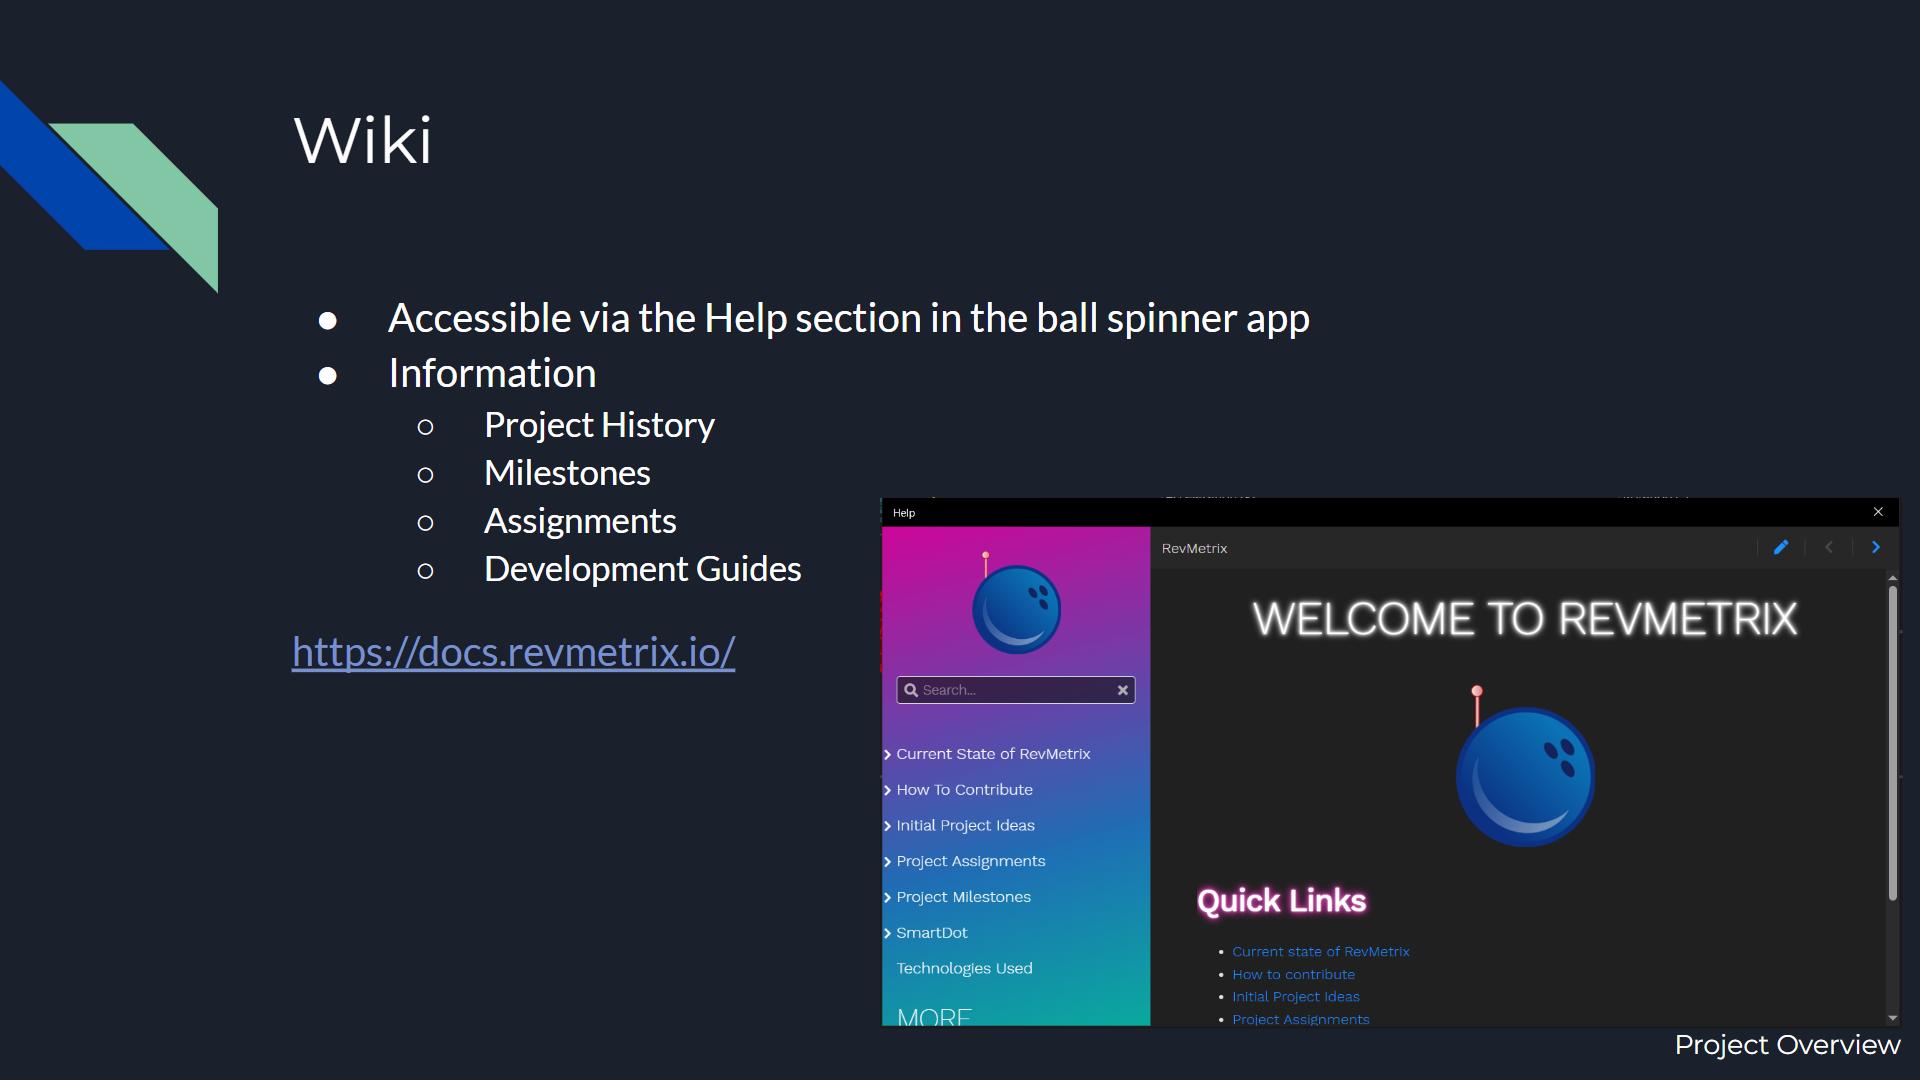 Wiki
● Accessible via the Help section in the ball spinner app
● Information
○ Project History
○ Milestones
○ Assignments
○ Development Guides
https://docs.revmetrix.io/
Help
Search...
Current State of RevMetrix
How To Contribute
Initial Project Ideas
Project Assignments
Project Milestones
SmartDot
Technologies Used
MORE
RevMetrix
WELCOME TO REVMETRIX
Quick Links
• Current state of RevMetrix
• How to contribute
• Initial Project Ideas
• Project Assignments
Project Overview